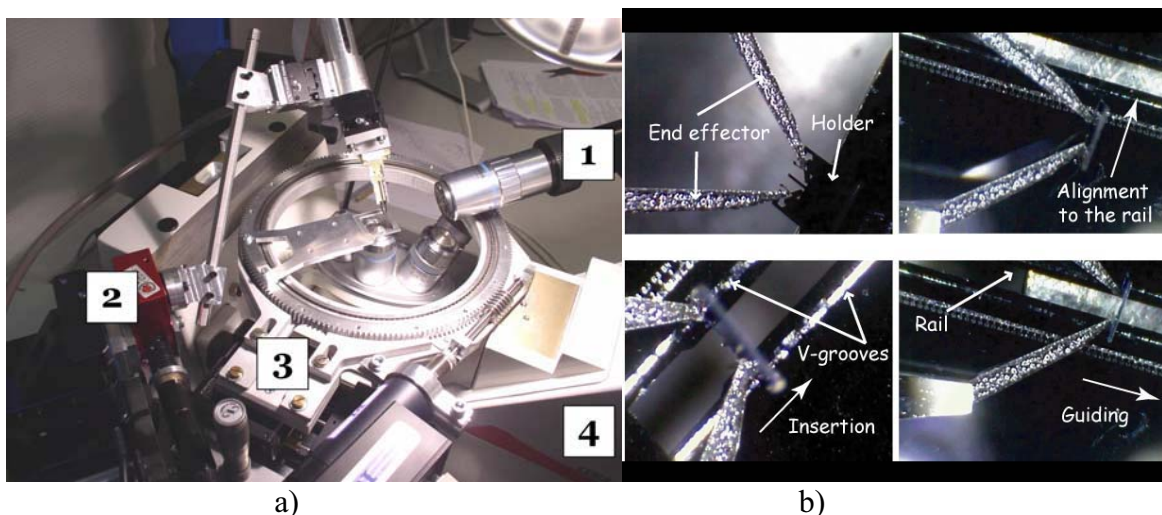 1
2
3
4
End effector
Holder
Alignment
to the rail
Rail
V-grooves
Insertion
Guiding
a)
b)